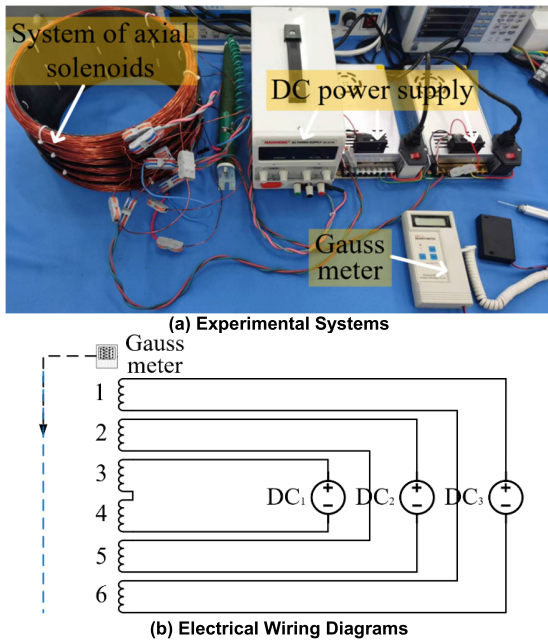 System of axial
solenoids
DC power supply
Gauss
meter
(a) Experimental Systems
Gauss
meter
1
2
3
4
5
6
DC₁
DC₂
DC₃
(b) Electrical Wiring Diagrams